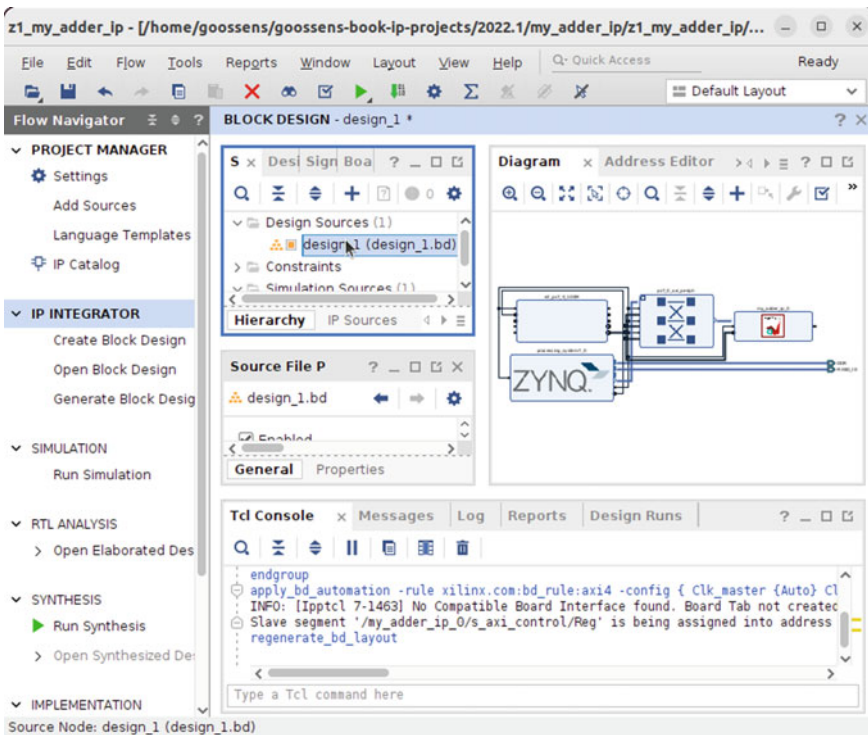 z1_my_adder_ip - [/home/goossens/goossens-book-ip-projects/2022.1/my_adder_ip/z1_my_adder_ip/...
File Edit Flow Tools Reports Window Layout View Help Q- Quick Access Ready
Default Layout
Flow Navigator ?
PROJECT MANAGER
Settings
Add Sources
Language Templates
IP Catalog
IP INTEGRATOR
Create Block Design
Open Block Design
Generate Block Desig
SIMULATION
Run Simulation
RTL ANALYSIS
Open Elaborated Des
SYNTHESIS
Run Synthesis
Open Synthesized De
IMPLEMENTATION
BLOCK DESIGN - design_1 * ?
S Desi Sign Boa ?
0
Design Sources (1)
design_1 (design_1.bd)
Constraints
Simulation Sources (1)
Hierarchy IP Sources
Source File P ?
design_1.bd
Enabled
General Properties
Diagram Address Editor ?
my_adder_ip_0
ZYNQ
Tcl Console Messages Log Reports Design Runs ?
endgroup
apply_bd_automation -rule xilinx.com:bd_rule:axi4 -config { Clk_master {Auto} Cl
INFO: [Ipptcl 7-1463] No Compatible Board Interface found. Board Tab not created
Slave segment '/my_adder_ip_0/s_axi_control/Reg' is being assigned into address
regenerate_bd_layout
Type a Tcl command here
Source Node: design_1 (design_1.bd)